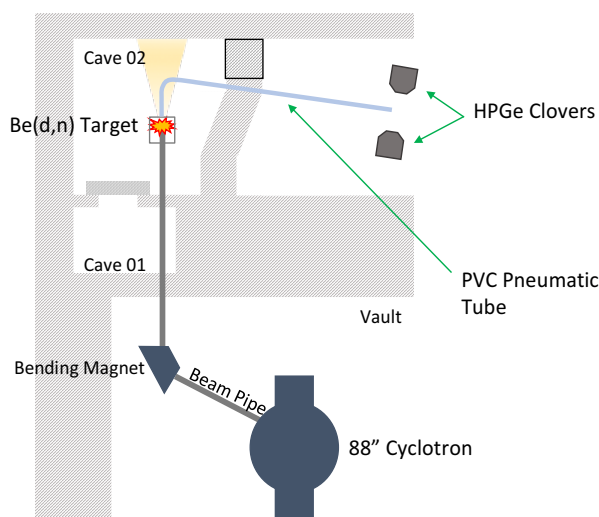 Cave 02
HPGe Clovers
Be(d,n) Target
Cave 01
PVC Pneumatic
Tube
Vault
Bending Magnet
Beam Pipe
88” Cyclotron